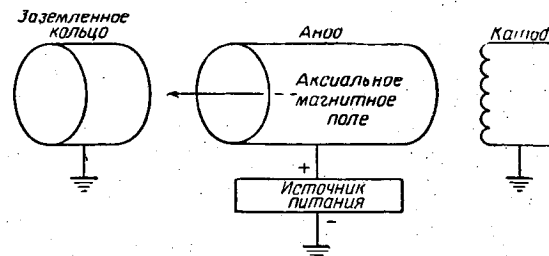 Заземленное
кольцо
Анод
Катод
Аксиальное
магнитное
поле
+
Источник
питания
-